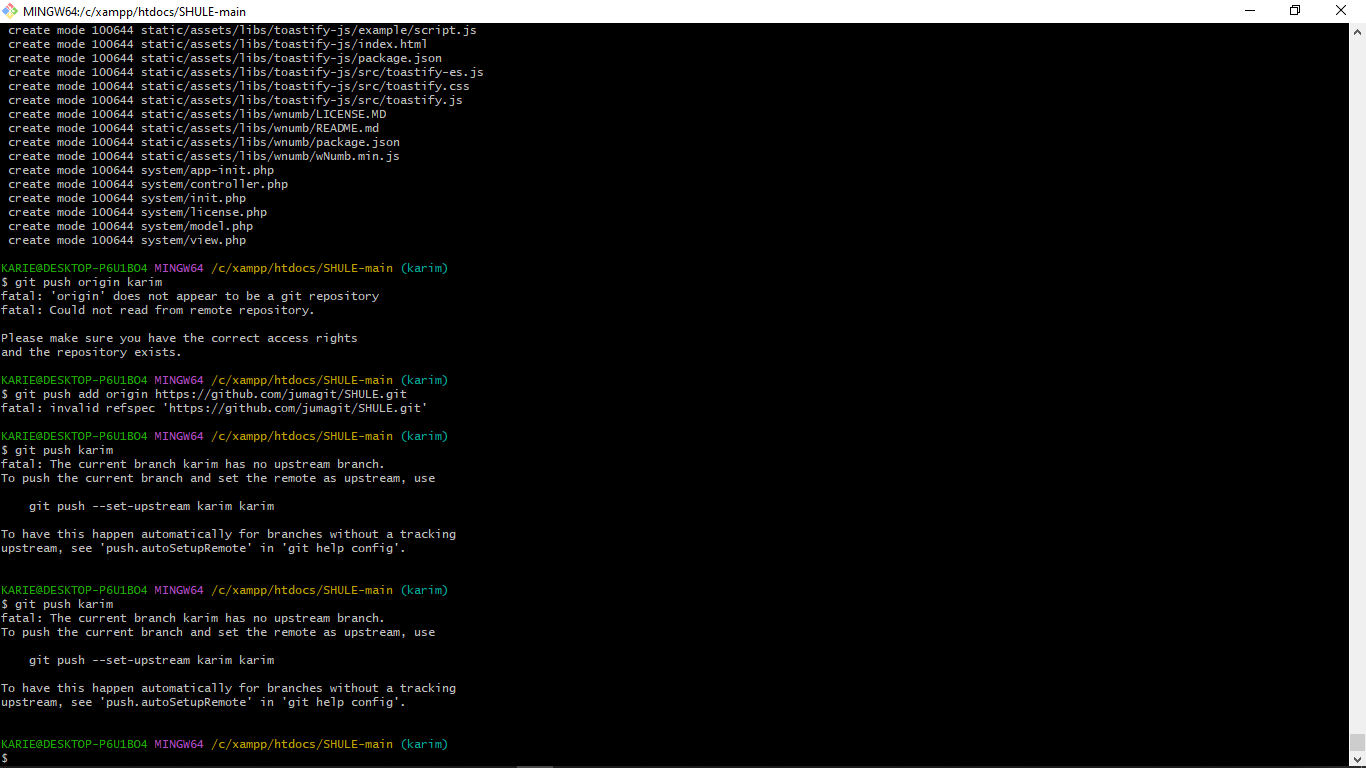 MINGW64:/c/xampp/htdocs/SHULE-main
create mode 100644 static/assets/libs/toastify-js/example/script.js
create mode 100644 static/assets/libs/toastify-js/index.html
create mode 100644 static/assets/libs/toastify-js/package.json
create mode 100644 static/assets/libs/toastify-js/src/toastify-es.js
create mode 100644 static/assets/libs/toastify-js/src/toastify.css
create mode 100644 static/assets/libs/toastify-js/src/toastify.js
create mode 100644 static/assets/libs/wnumb/LICENSE.MD
create mode 100644 static/assets/libs/wnumb/README.md
create mode 100644 static/assets/libs/wnumb/package.json
create mode 100644 static/assets/libs/wnumb/wNumb.min.js
create mode 100644 system/app-init.php
create mode 100644 system/controller.php
create mode 100644 system/init.php
create mode 100644 system/license.php
create mode 100644 system/model.php
create mode 100644 system/view.php
KARIE@DESKTOP-P6U1BO4 MINGW64 /c/xampp/htdocs/SHULE-main (karim)
$ git push origin karim
fatal: 'origin' does not appear to be a git repository
fatal: Could not read from remote repository.
Please make sure you have the correct access rights
and the repository exists.
KARIE@DESKTOP-P6U1BO4 MINGW64 /c/xampp/htdocs/SHULE-main (karim)
$ git push add origin https://github.com/jumagit/SHULE.git
fatal: invalid refspec 'https://github.com/jumagit/SHULE.git'
KARIE@DESKTOP-P6U1BO4 MINGW64 /c/xampp/htdocs/SHULE-main (karim)
$ git push karim
fatal: The current branch karim has no upstream branch.
To push the current branch and set the remote as upstream, use
git push --set-upstream karim karim
To have this happen automatically for branches without a tracking
upstream, see 'push.autoSetupRemote' in 'git help config'.
KARIE@DESKTOP-P6U1BO4 MINGW64 /c/xampp/htdocs/SHULE-main (karim)
$ git push karim
fatal: The current branch karim has no upstream branch.
To push the current branch and set the remote as upstream, use
git push --set-upstream karim karim
To have this happen automatically for branches without a tracking
upstream, see 'push.autoSetupRemote' in 'git help config'.
KARIE@DESKTOP-P6U1BO4 MINGW64 /c/xampp/htdocs/SHULE-main (karim)
$